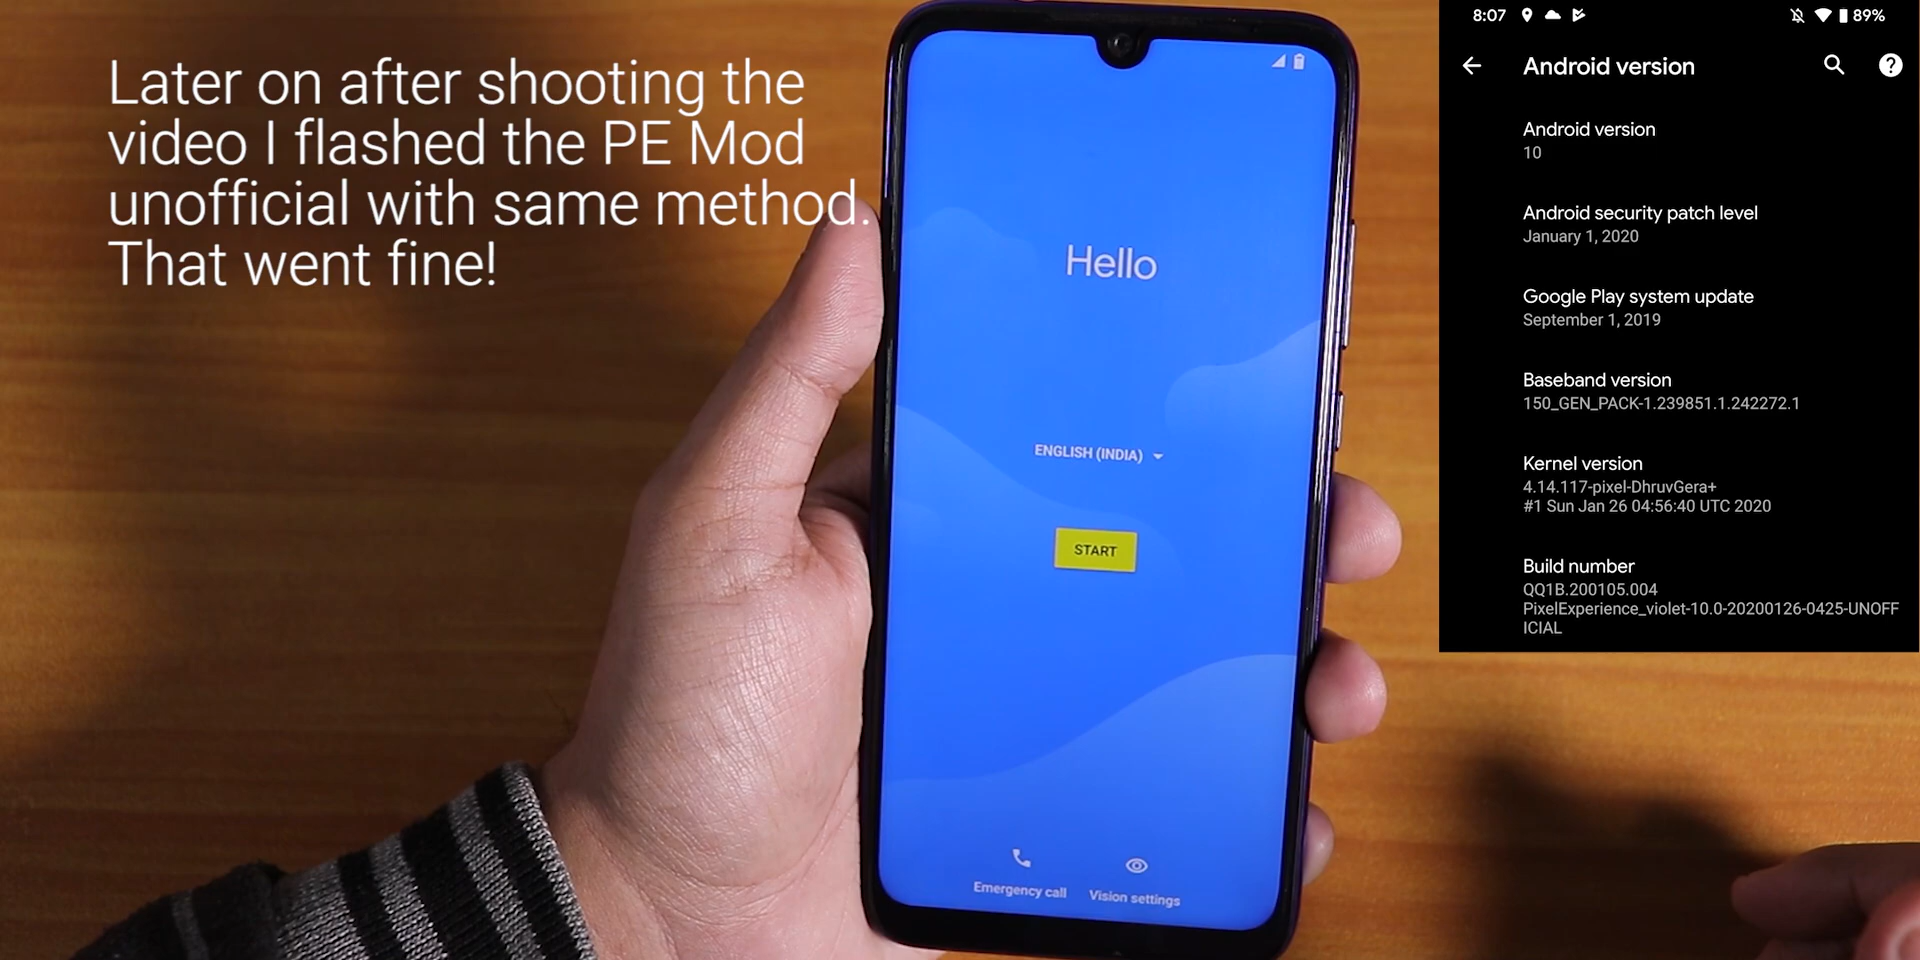 Later on after shooting the
video I flashed the PE Mod
unofficial with same method.
That went fine!
Hello
ENGLISH (INDIA)
START
Emergency call
Vision settings
8:07
89%
Android version
Android version
10
Android security patch level
January 1, 2020
Google Play system update
September 1, 2019
Baseband version
150_GEN_PACK-1.239851.1.242272.1
Kernel version
4.14.117-pixel-DhruvGera+
#1 Sun Jan 26 04:56:40 UTC 2020
Build number
QQ1B.200105.004
PixelExperience_violet-10.0-20200126-0425-UNOFF
ICIAL